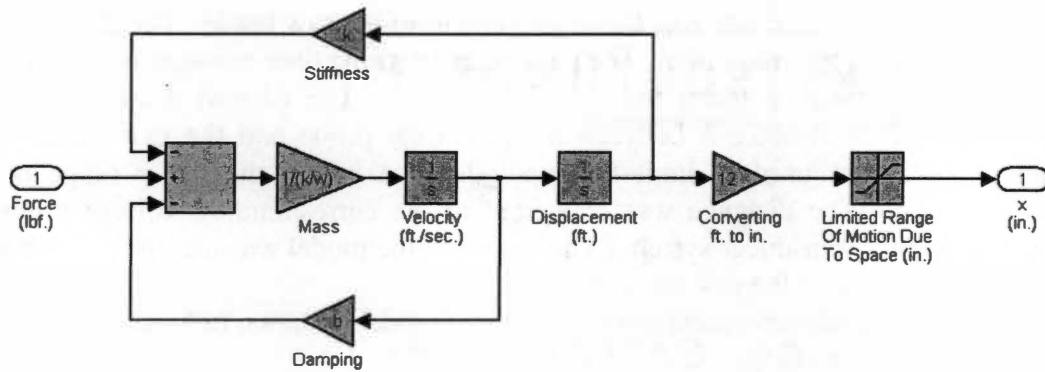 k
Stiffness
-
+
-
1
Force
(lbf.)
1/(k/w)
Mass
1
s
Velocity
(ft./sec.)
1
s
Displacement
(ft.)
12
Converting
ft. to in.
Limited Range
Of Motion Due
To Space (in.)
1
x
(in.)
b
Damping